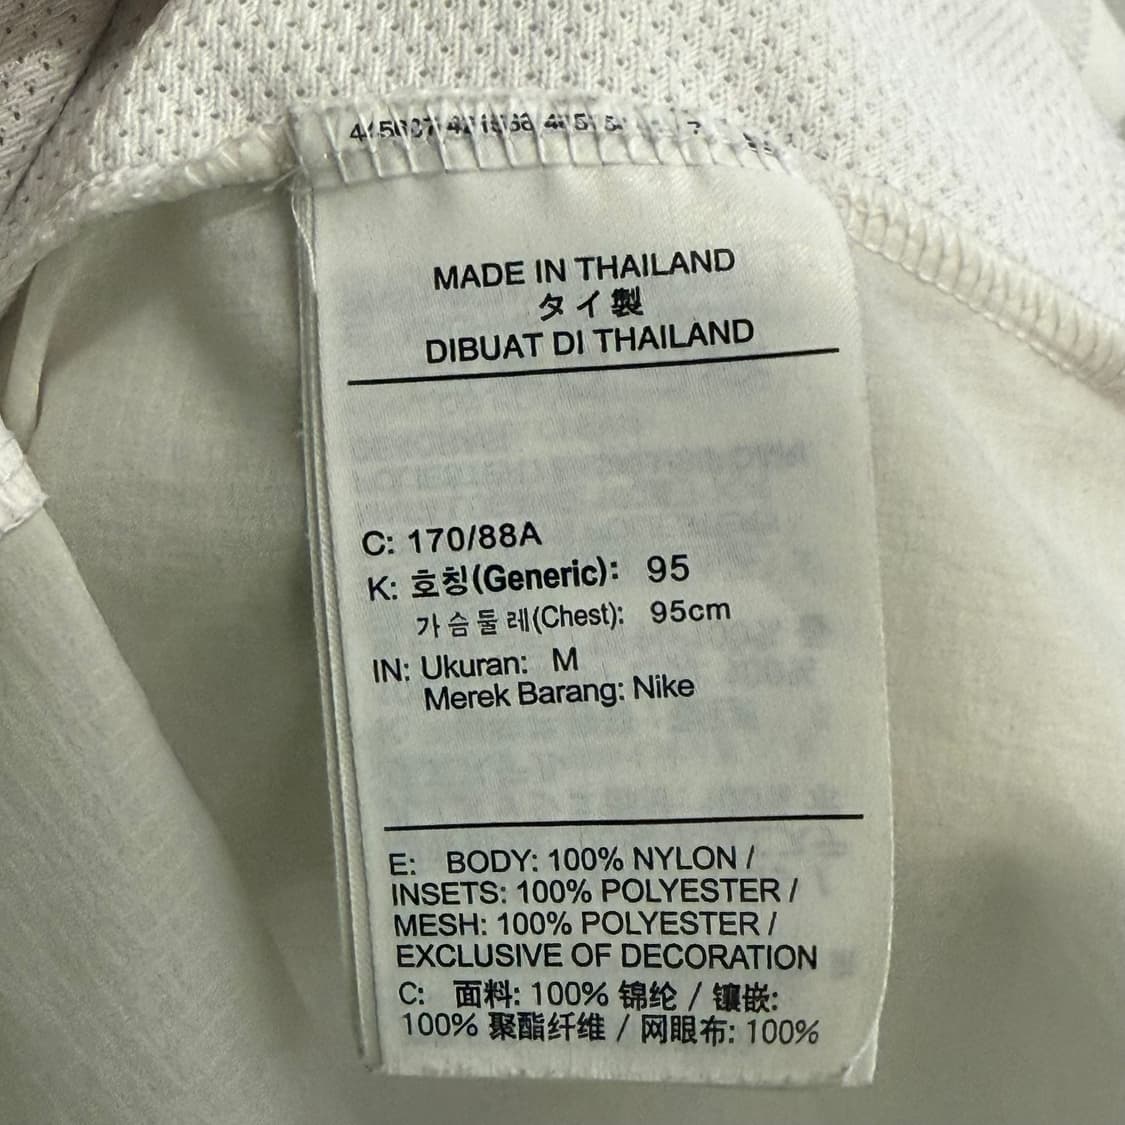 MADE IN THAILAND
タイ製
DIBUAT DI THAILAND
C: 170/88A
K: 호칭(Generic): 95
가슴둘레(Chest): 95cm
IN: Ukuran: M
Merek Barang: Nike
E: BODY: 100% NYLON /
INSETS: 100% POLYESTER /
MESH: 100% POLYESTER /
EXCLUSIVE OF DECORATION
C: 面料: 100% 锦纶 / 镶嵌:
100% 聚酯纤维 / 网眼布: 100%